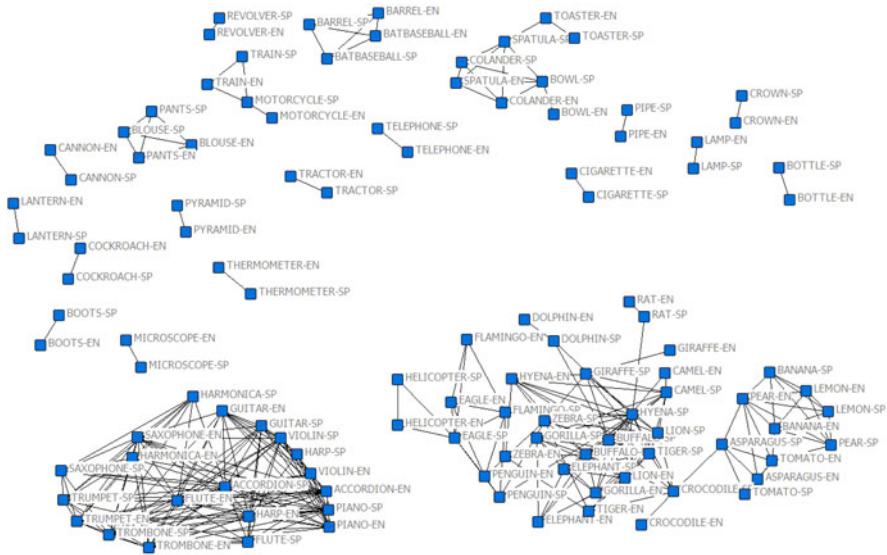 REVOLVER-SP
REVOLVER-EN
BARREL-EN
BARREL-SP
BATBASEBALL-EN
BATBASEBALL-SP
TOASTER-EN
TOASTER-SP
SPATULA-SP
COLANDER-SP
SPATULA-EN
BOWL-SP
COLANDER-EN
BOWL-EN
TRAIN-SP
TRAIN-EN
MOTORCYCLE-SP
MOTORCYCLE-EN
PANTS-SP
BLOUSE-SP
BLOUSE-EN
PANTS-EN
TELEPHONE-SP
TELEPHONE-EN
PIPE-SP
PIPE-EN
CROWN-SP
CROWN-EN
LAMP-EN
LAMP-SP
CANNON-EN
CANNON-SP
TRACTOR-EN
TRACTOR-SP
CIGARETTE-EN
CIGARETTE-SP
BOTTLE-SP
BOTTLE-EN
LANTERN-EN
LANTERN-SP
PYRAMID-SP
PYRAMID-EN
COCKROACH-EN
COCKROACH-SP
THERMOMETER-EN
THERMOMETER-SP
BOOTS-SP
BOOTS-EN
MICROSCOPE-EN
MICROSCOPE-SP
RAT-EN
RAT-SP
DOLPHIN-EN
DOLPHIN-SP
FLAMINGO-EN
GIRAFFE-EN
HELICOPTER-SP
HYENA-EN
GIRAFFE-SP
CAMEL-EN
CAMEL-SP
BANANA-SP
LEMON-EN
PEAR-EN
LEMON-SP
EAGLE-EN
FLAMINGO-SP
ZEBRA-SP
HYENA-SP
HELICOPTER-EN
EAGLE-SP
GORILLA-SP
BUFFALO-SP
LION-SP
BANANA-EN
ASPARAGUS-SP
PEAR-SP
ZEBRA-EN
BUFFALO-
TIGER-SP
TOMATO-EN
PENGUIN-EN
ELEPHANT-SP
LION-EN
ASPARAGUS-EN
PENGUIN-SP
GORILLA-EN
CROCODILE-S
TOMATO-SP
ELEPHANT-EN
TIGER-EN
CROCODILE-EN
HARMONICA-SP
GUITAR-EN
GUITAR-SP
SAXOPHONE-EN
VIOLIN-SP
HARMONICA-EN
HARP-SP
SAXOPHONE-SP
VIOLIN-EN
ACCORDION-SP
ACCORDION-EN
TRUMPET-SP
FLUTE-EN
PIANO-SP
TRUMPET-EN
HARP-EN
PIANO-EN
TROMBONE-SP
TROMBONE-EN
FLUTE-SP